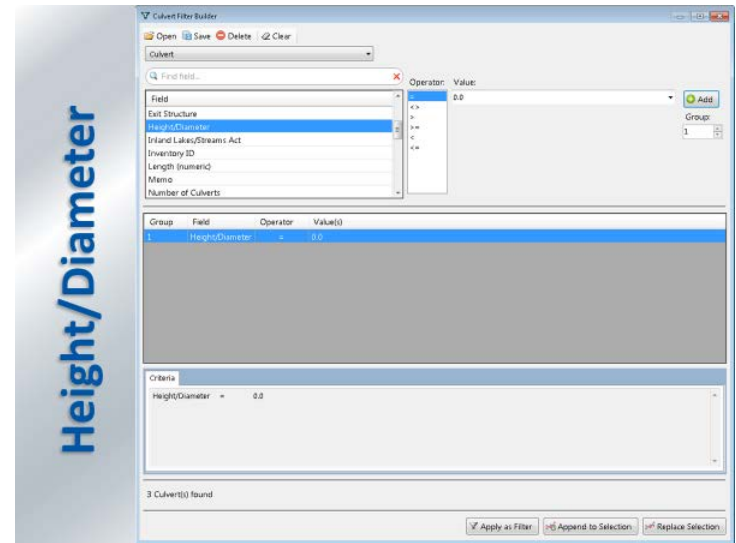 Height/Diameter
Culvert Filter Builder
Open Save Delete Clear
Culvert
Find field...
Operator: Value:
= 0.0 Add
Field
Exit Structure
Height/Diameter
Inland Lakes/Streams Act
Inventory ID
Length (numeric)
Memo
Number of Culverts
<>
>
>=
<
<=
Group:
1
Group Field Operator Value(s)
1 Height/Diameter = 0.0
Criteria
Height/Diameter = 0.0
3 Culvert(s) found
Apply as Filter Append to Selection Replace Selection